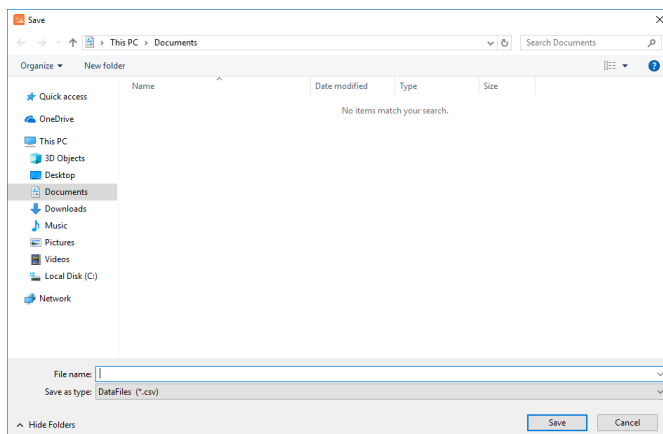 Save
This PC > Documents
Search Documents
Organize
New folder
Name
Date modified
Type
Size
No items match your search.
Quick access
OneDrive
This PC
3D Objects
Desktop
Documents
Downloads
Music
Pictures
Videos
Local Disk (C:)
Network
File name:
Save as type: DataFiles (*.csv)
Hide Folders
Save
Cancel